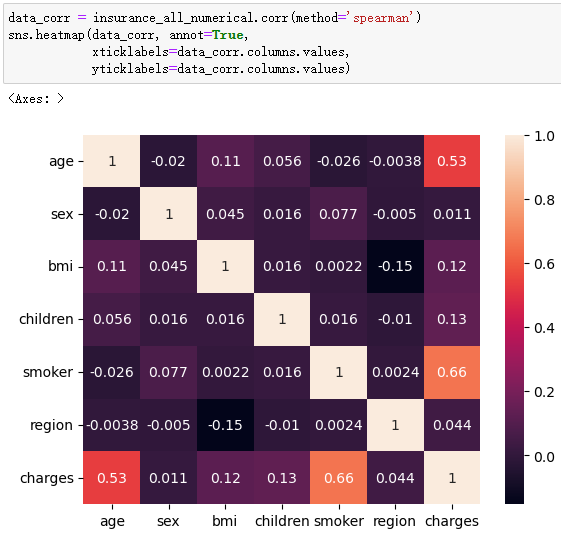 data_corr = insurance_all_numerical.corr(method='spearman')
sns.heatmap(data_corr, annot=True,
xticklabels=data_corr.columns.values,
yticklabels=data_corr.columns.values)
<Axes: >
age 1 -0.02 0.11 0.056 -0.026 -0.0038 0.53
sex -0.02 1 0.045 0.016 0.077 -0.005 0.011
bmi 0.11 0.045 1 0.016 0.0022 -0.15 0.12
children 0.056 0.016 0.016 1 0.016 -0.01 0.13
smoker -0.026 0.077 0.0022 0.016 1 0.0024 0.66
region -0.0038 -0.005 -0.15 -0.01 0.0024 1 0.044
charges 0.53 0.011 0.12 0.13 0.66 0.044 1
age sex bmi children smoker region charges
1.0
0.8
0.6
0.4
0.2
0.0